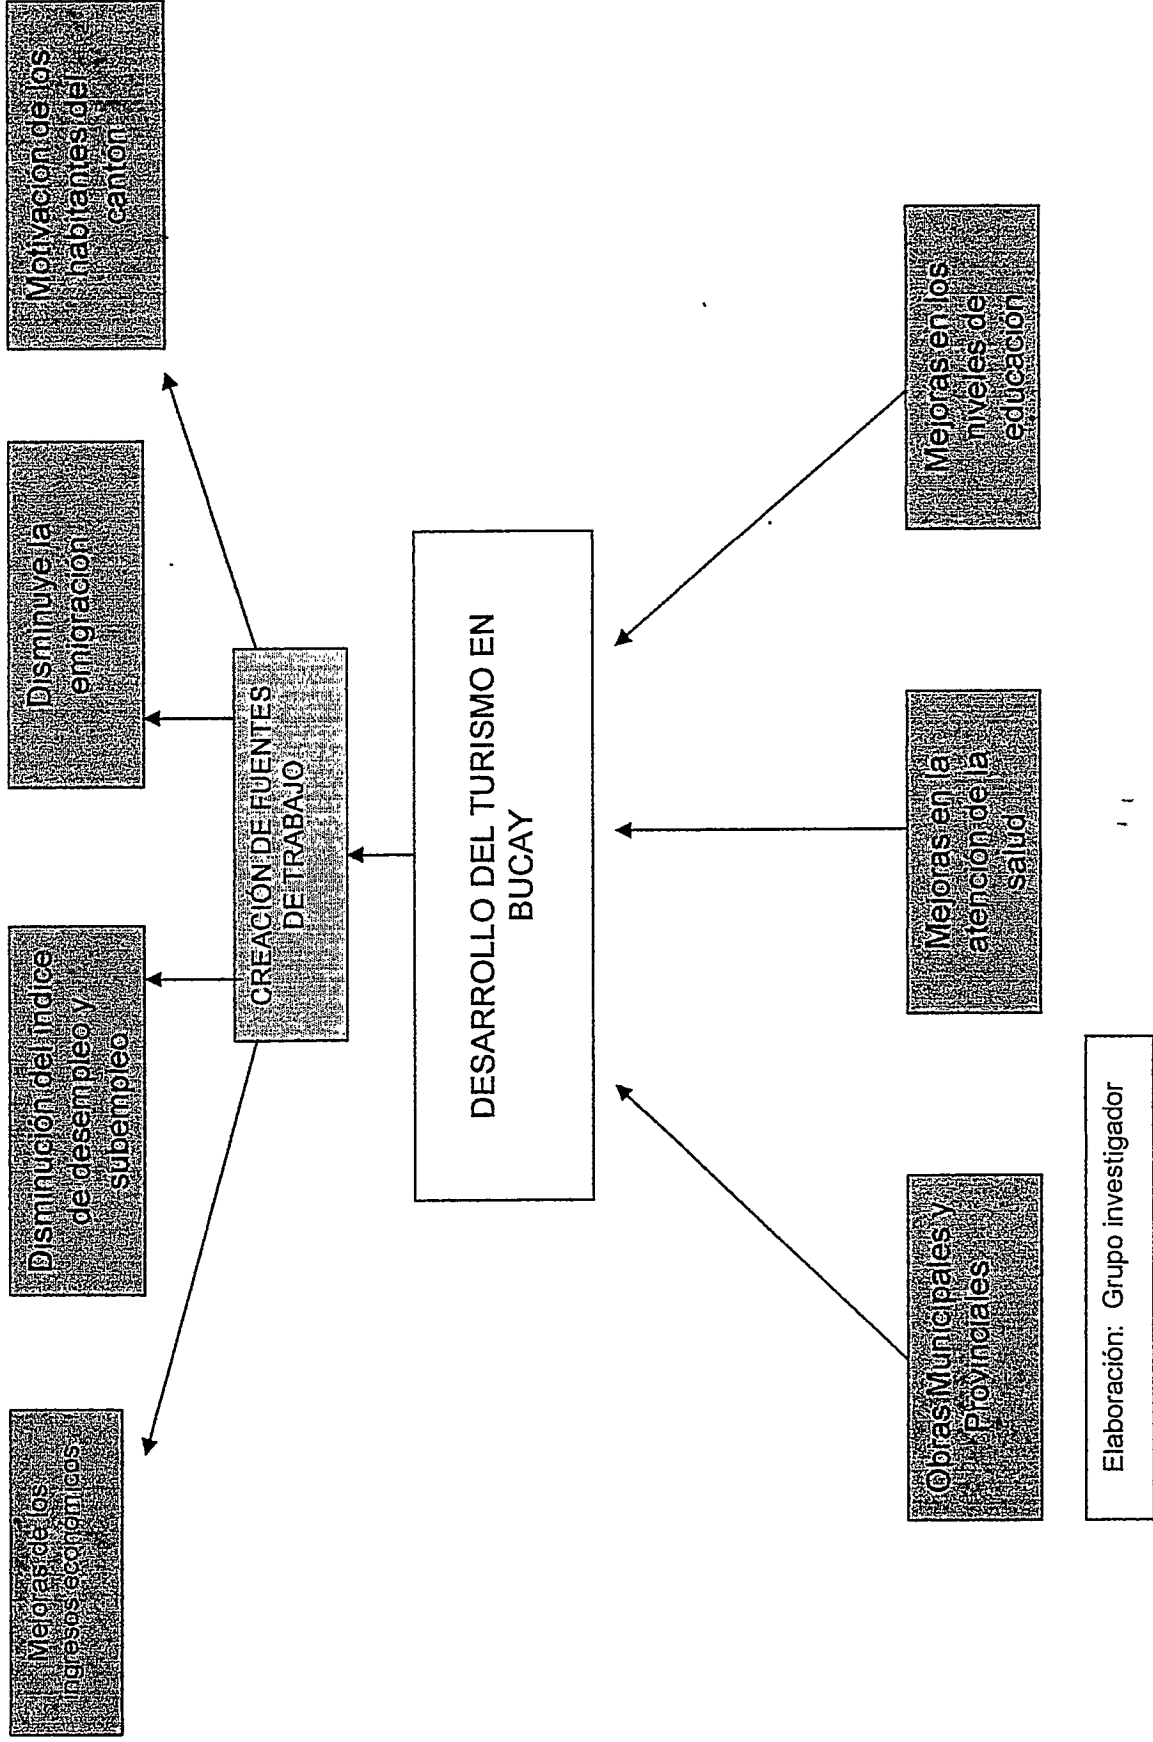 Mejoras de los
ingresos económicos
Disminución del indice
de desempleo y
subempleo
Disminuye la
emigración
Motivación de los
habitantes del
cantón
CREACIÓN DE FUENTES
DE TRABAJO
DESARROLLO DEL TURISMO EN
BUCAY
Obras Municipales y
Provinciales
Mejoras en la
atención de la
salud
Mejoras en los
niveles de
educación
Elaboración: Grupo investigador